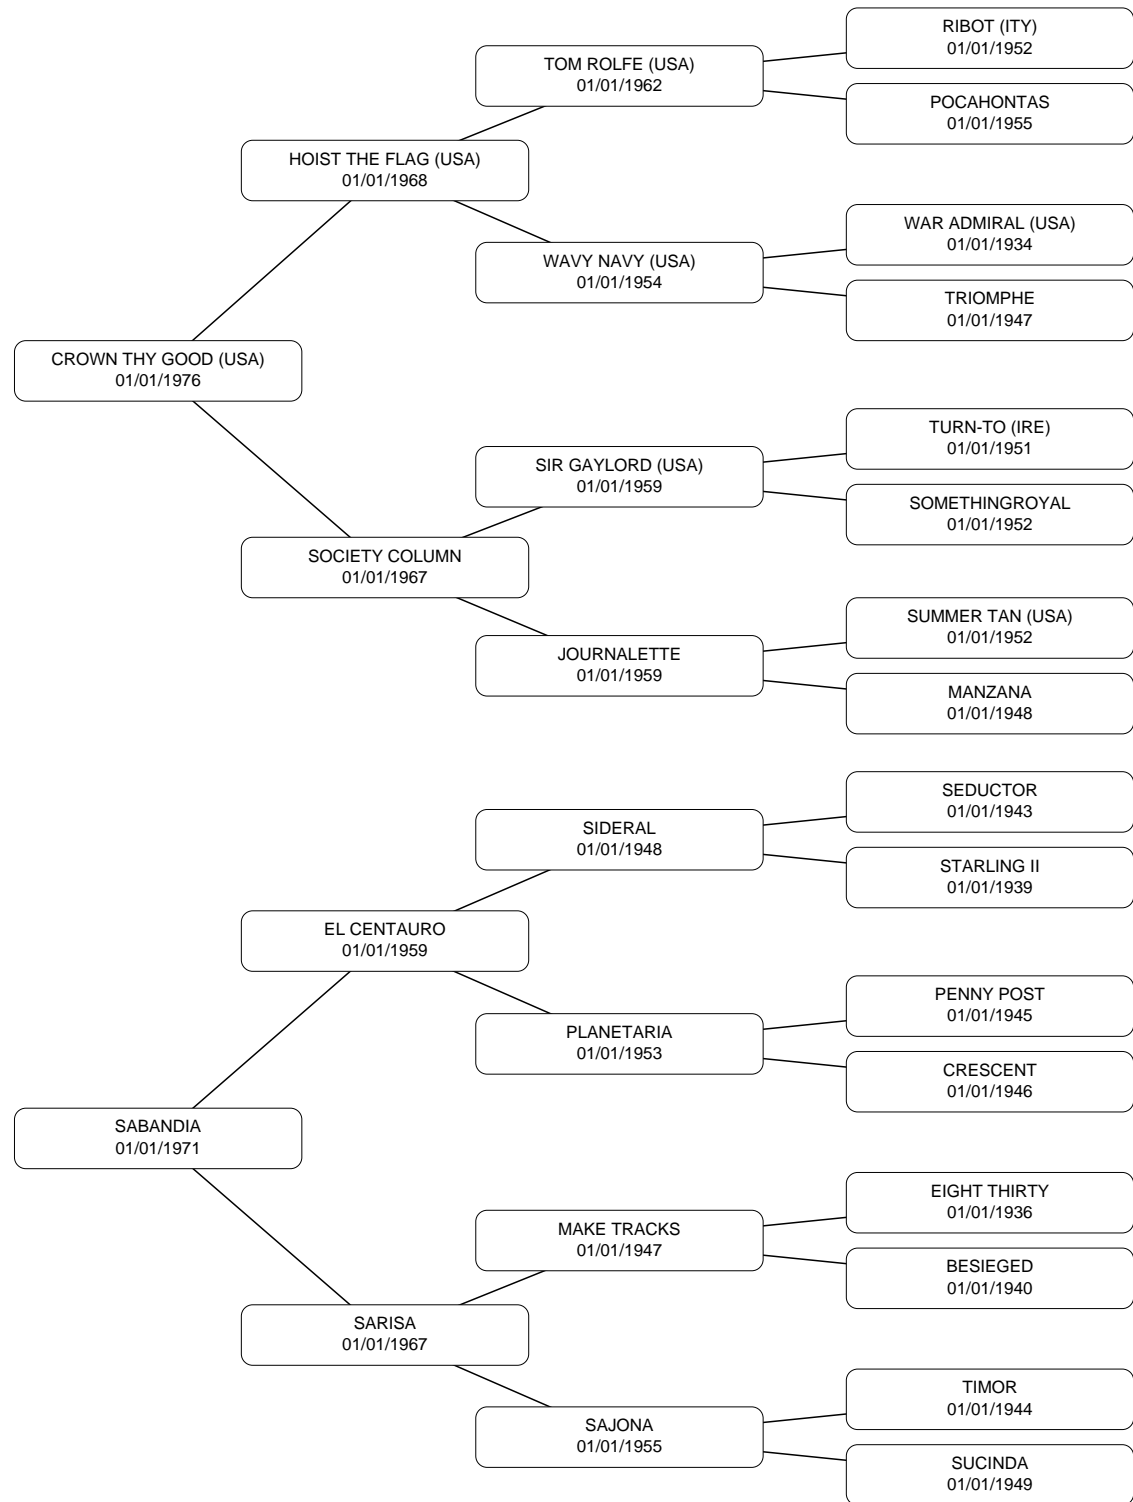 RIBOT (ITY)
01/01/1952
TOM ROLFE (USA)
01/01/1962
POCAHONTAS
01/01/1955
HOIST THE FLAG (USA)
01/01/1968
WAR ADMIRAL (USA)
01/01/1934
WAVY NAVY (USA)
01/01/1954
TRIOMPHE
01/01/1947
CROWN THY GOOD (USA)
01/01/1976
TURN-TO (IRE)
01/01/1951
SIR GAYLORD (USA)
01/01/1959
SOMETHINGROYAL
01/01/1952
SOCIETY COLUMN
01/01/1967
SUMMER TAN (USA)
01/01/1952
JOURNALETTE
01/01/1959
MANZANA
01/01/1948
SEDUCTOR
01/01/1943
SIDERAL
01/01/1948
STARLING II
01/01/1939
EL CENTAURO
01/01/1959
PENNY POST
01/01/1945
PLANETARIA
01/01/1953
CRESCENT
01/01/1946
SABANDIA
01/01/1971
EIGHT THIRTY
01/01/1936
MAKE TRACKS
01/01/1947
BESIEGED
01/01/1940
SARISA
01/01/1967
TIMOR
01/01/1944
SAJONA
01/01/1955
SUCINDA
01/01/1949